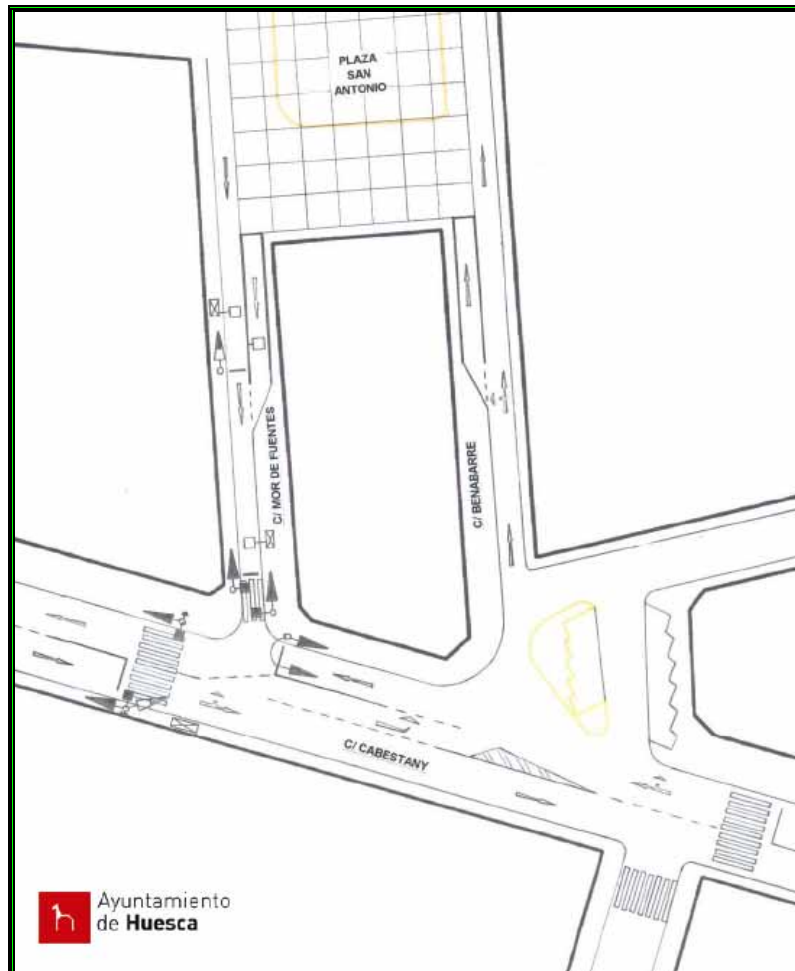 PLAZA
SAN
ANTONIO
C/ MOR DE FUENTES
C/ BENABARRE
C/ CABESTANY
Ayuntamiento
de Huesca